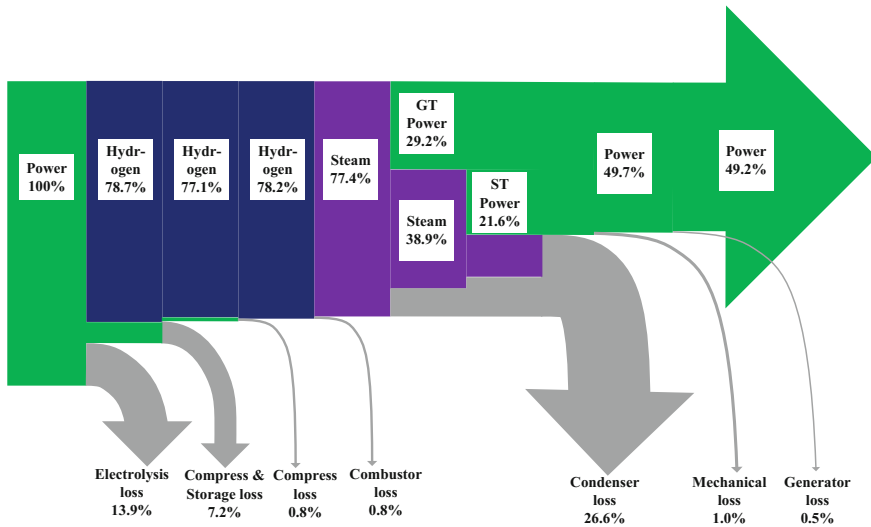 Power
100%
Hydr-
ogen
78.7%
Hydr-
ogen
77.1%
Hydr-
ogen
78.2%
Steam
77.4%
GT
Power
29.2%
Steam
38.9%
ST
Power
21.6%
Power
49.7%
Power
49.2%
Electrolysis
loss
13.9%
Compress &
Storage loss
7.2%
Compress
loss
0.8%
Combustor
loss
0.8%
Condenser
loss
26.6%
Mechanical
loss
1.0%
Generator
loss
0.5%